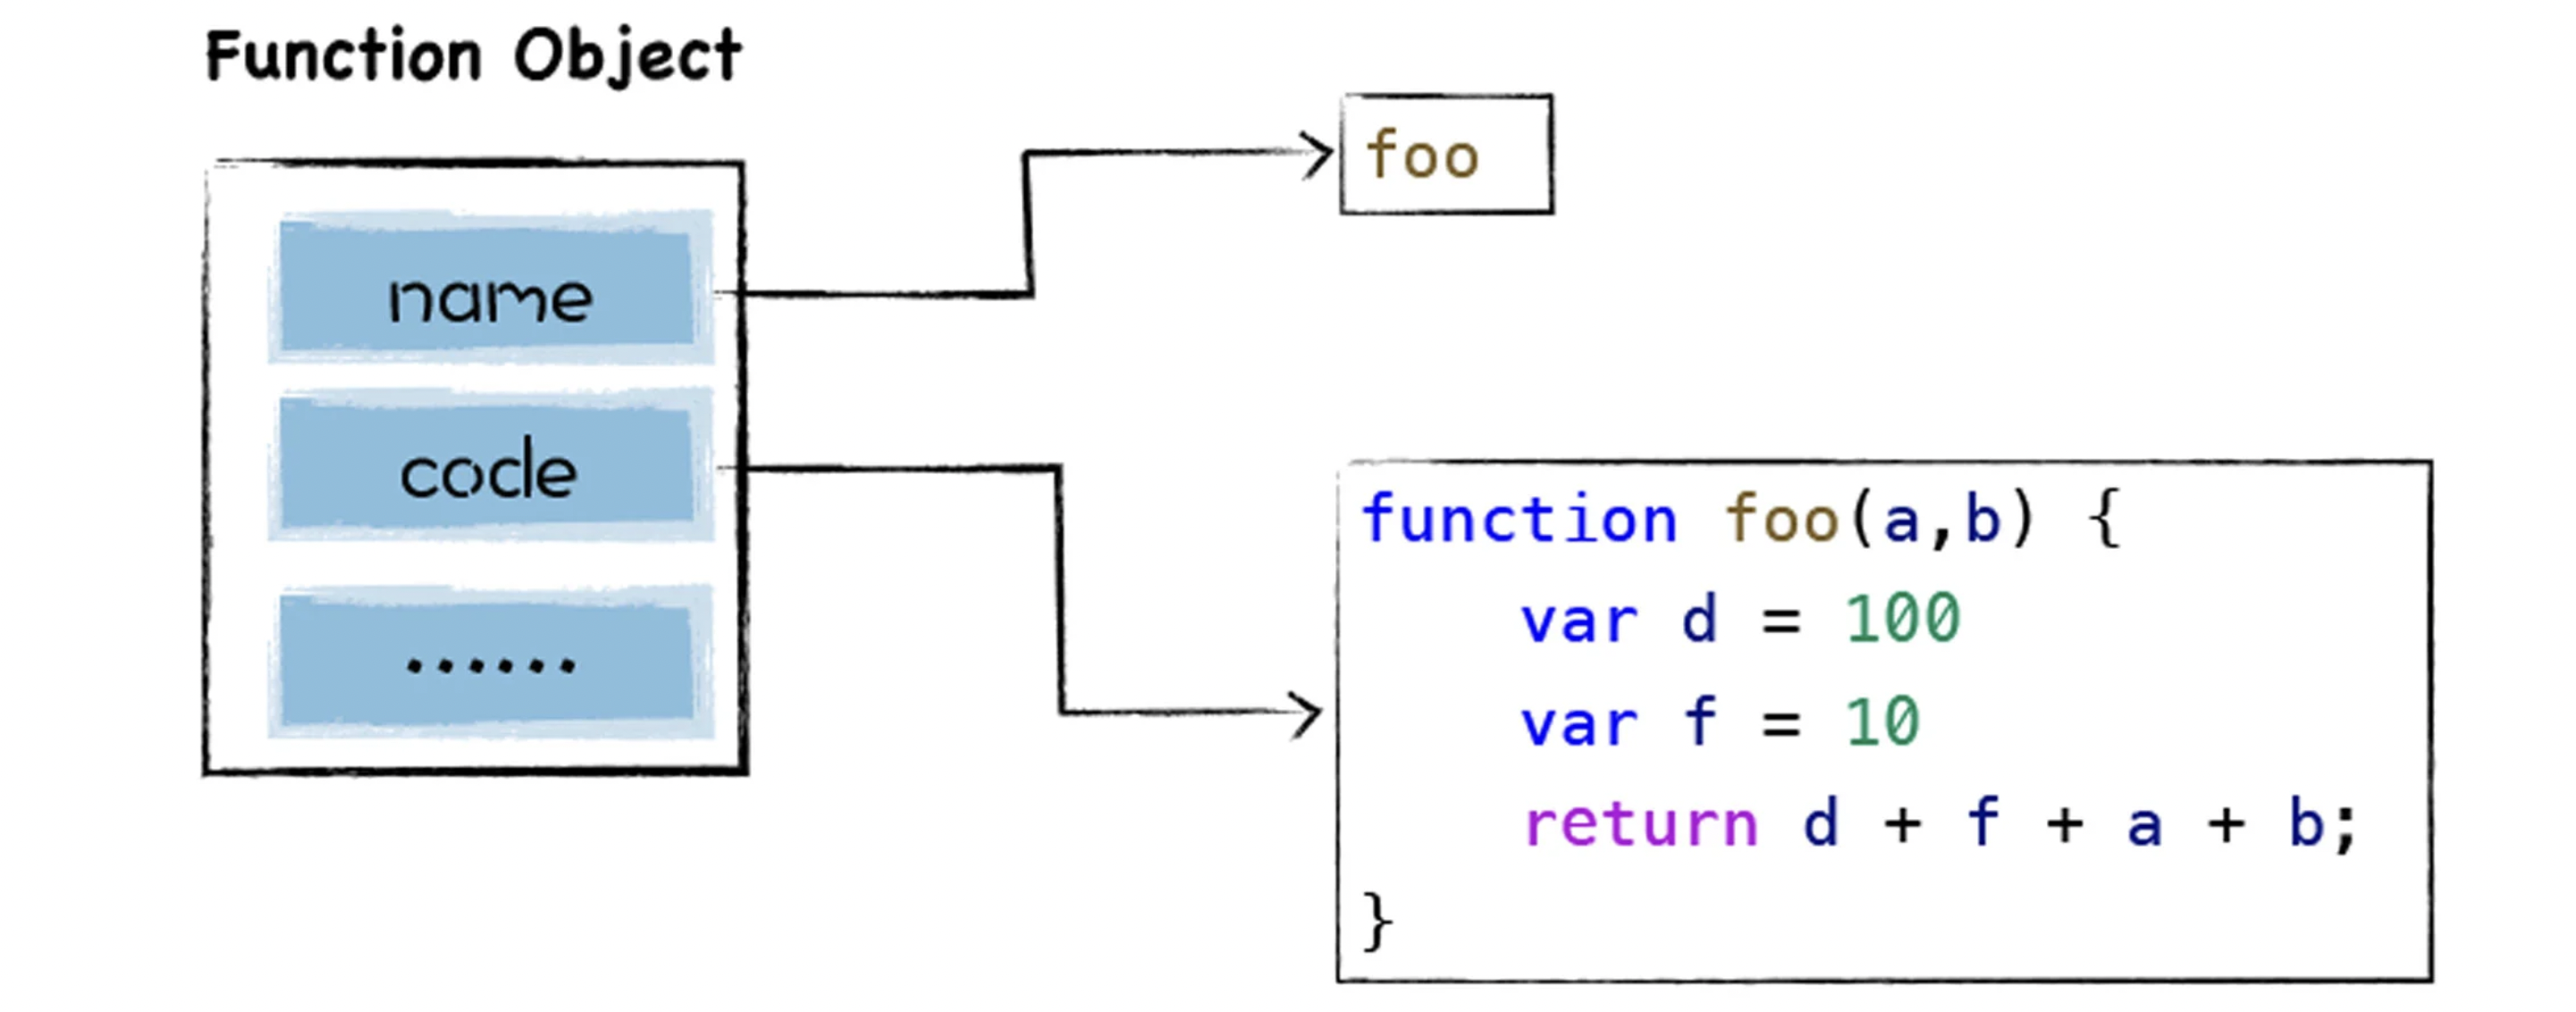 Function Object
name
code
......
foo
function foo(a,b) {
    var d = 100
    var f = 10
    return d + f + a + b;
}